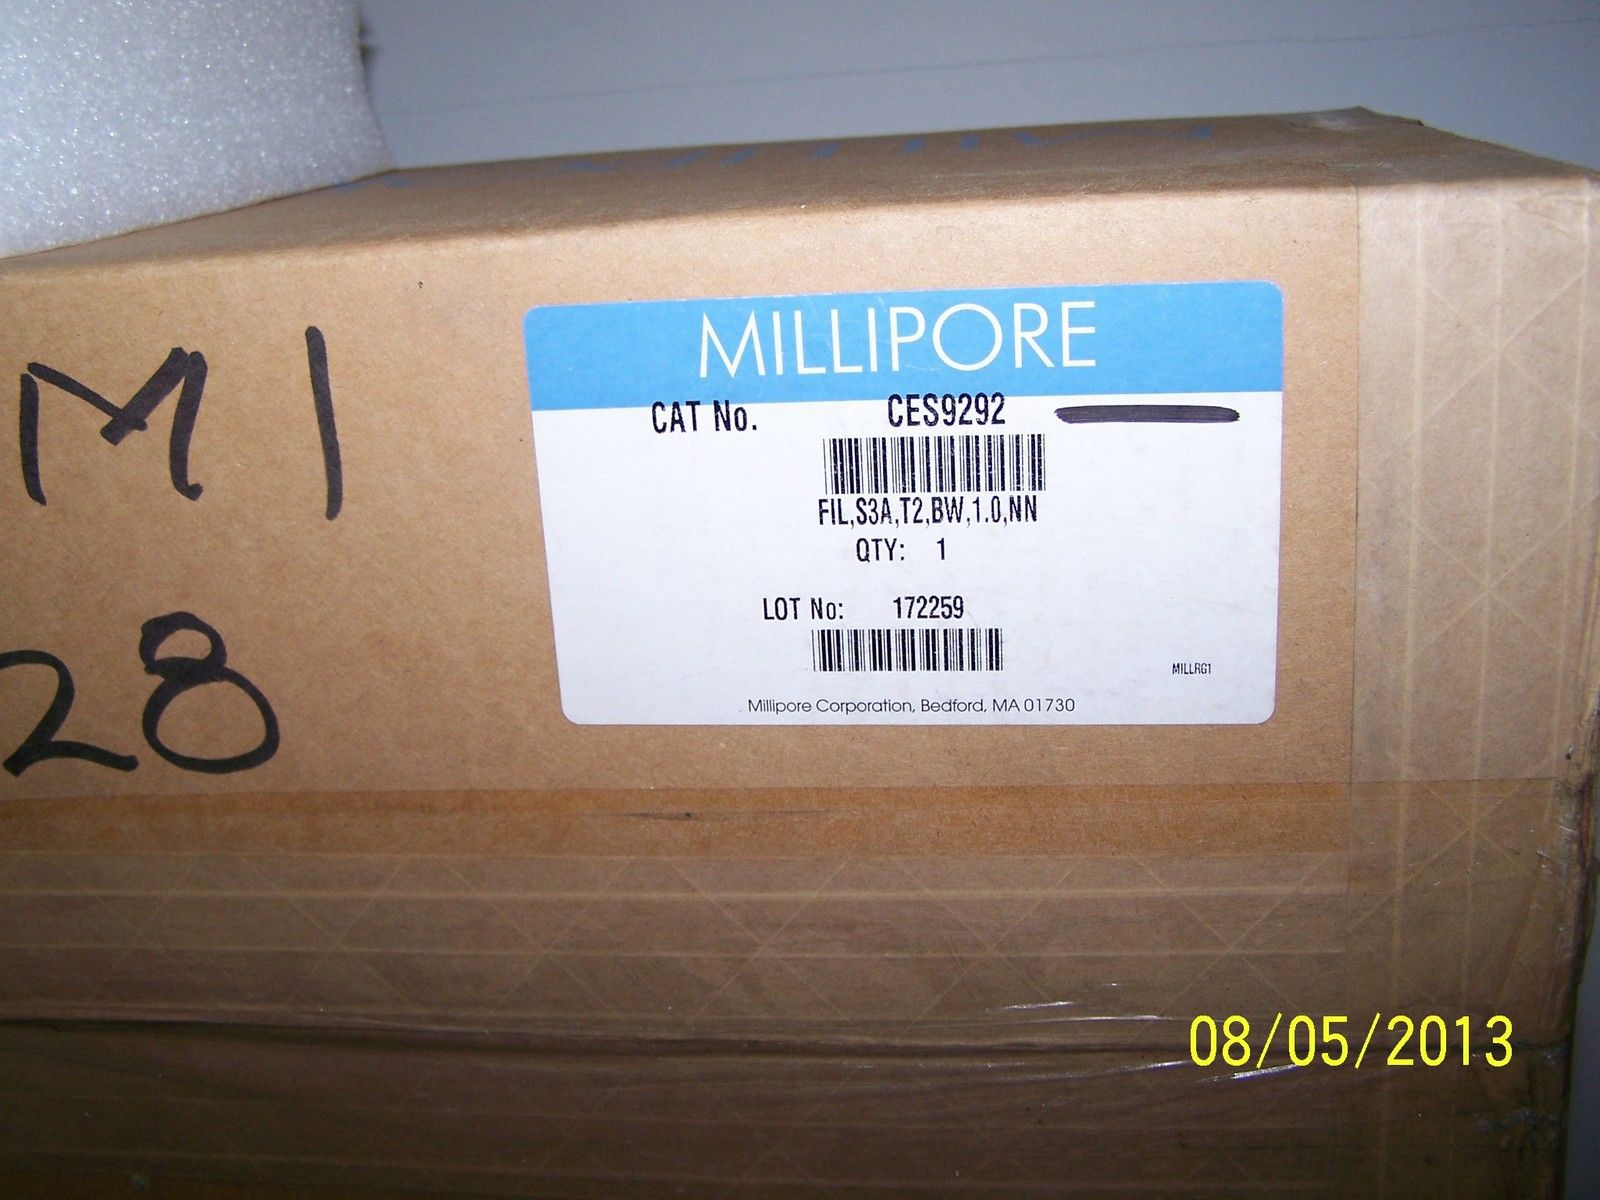 MILLIPORE
CAT No. CES9292
FIL,S3A,T2,BW,1.0,NN
QTY: 1
LOT No: 172259
MILLRG1
Millipore Corporation, Bedford, MA 01730
M 1
28
08/05/2013